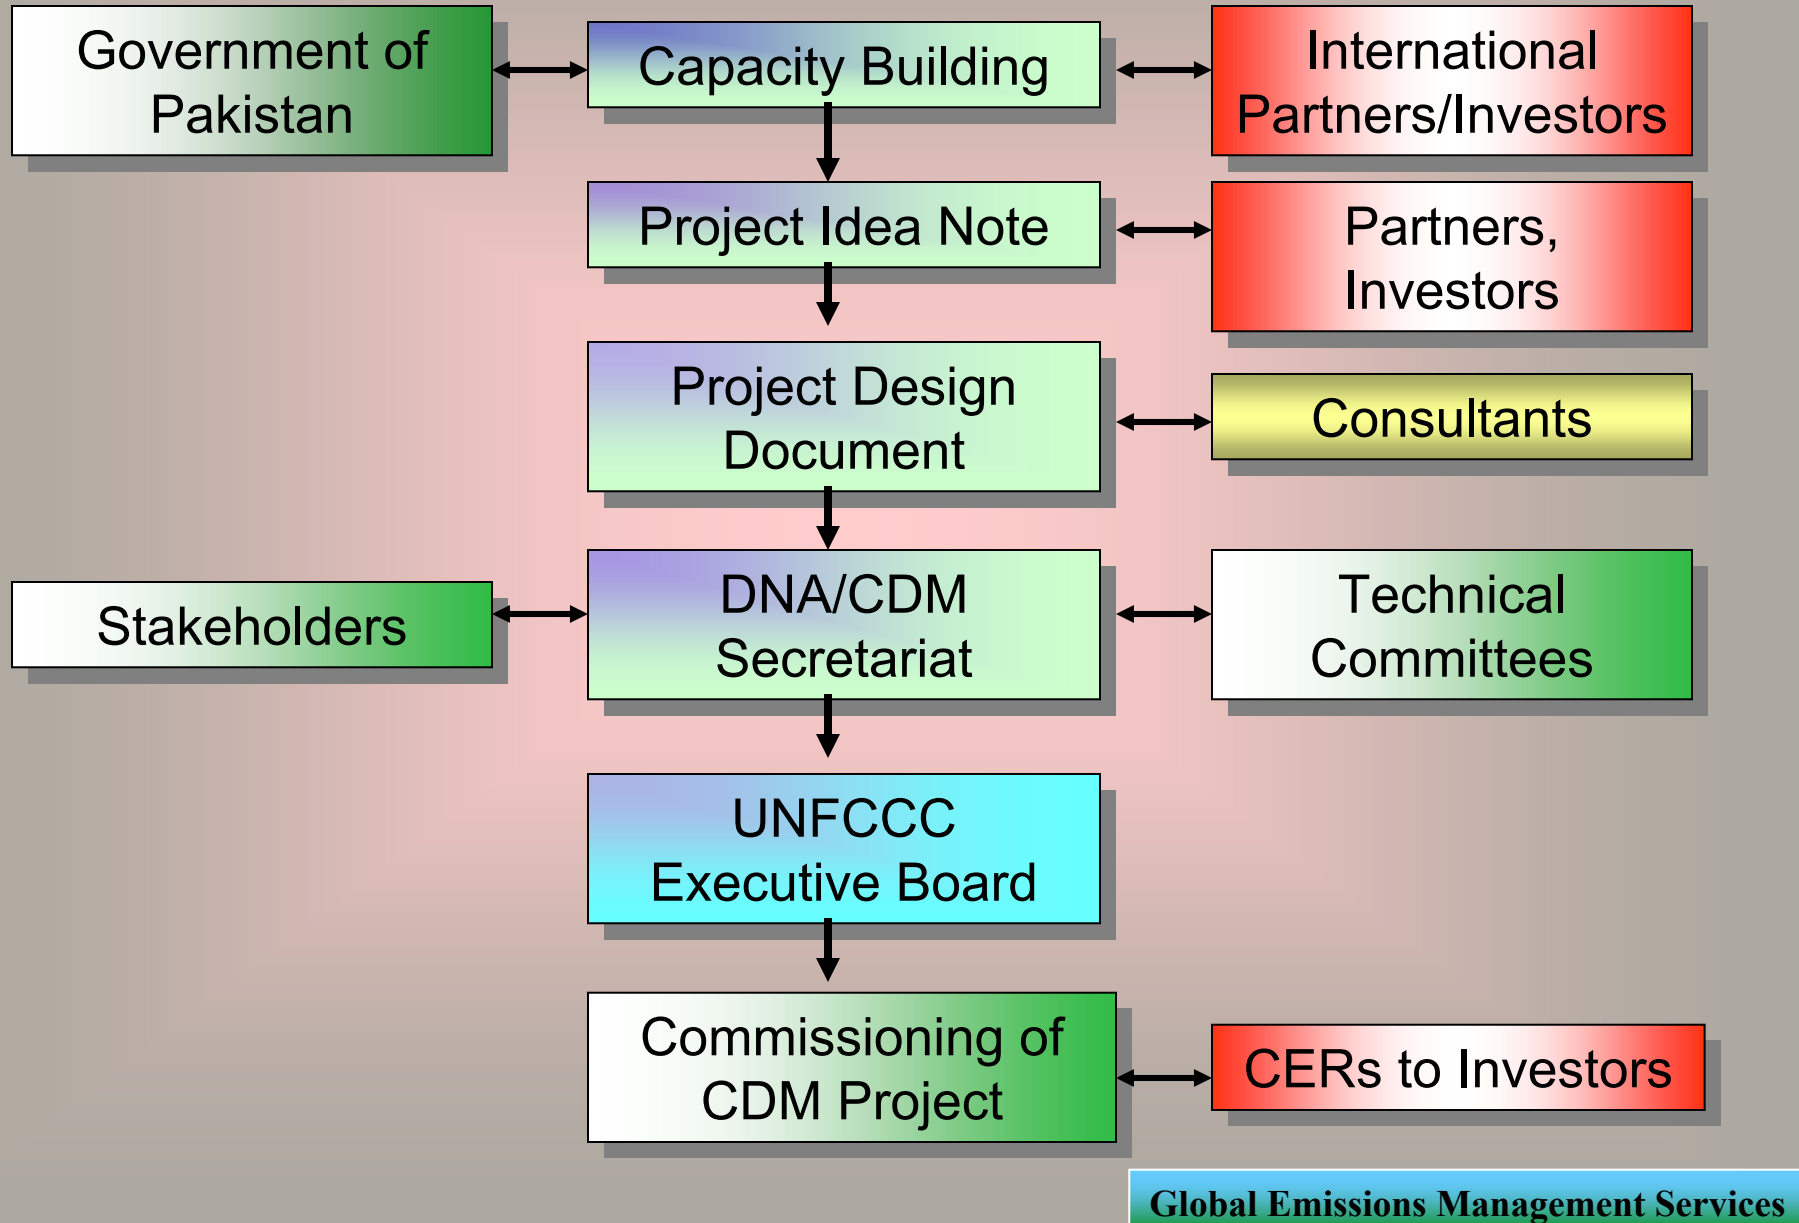 Government of
Pakistan
Capacity Building
International
Partners/Investors
Project Idea Note
Partners,
Investors
Project Design
Document
Consultants
Stakeholders
DNA/CDM
Secretariat
Technical
Committees
UNFCCC
Executive Board
Commissioning of
CDM Project
CERs to Investors
Global Emissions Management Services